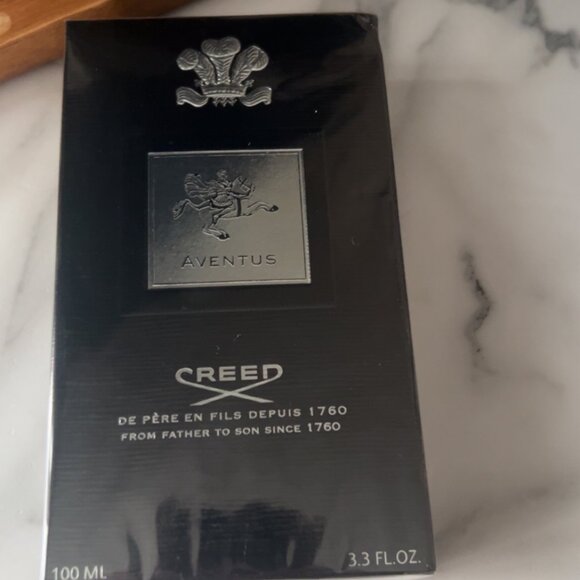 AVENTUS
CREED
DE PÈRE EN FILS DEPUIS 1760
FROM FATHER TO SON SINCE 1760
100 ML
3.3 FL.OZ.